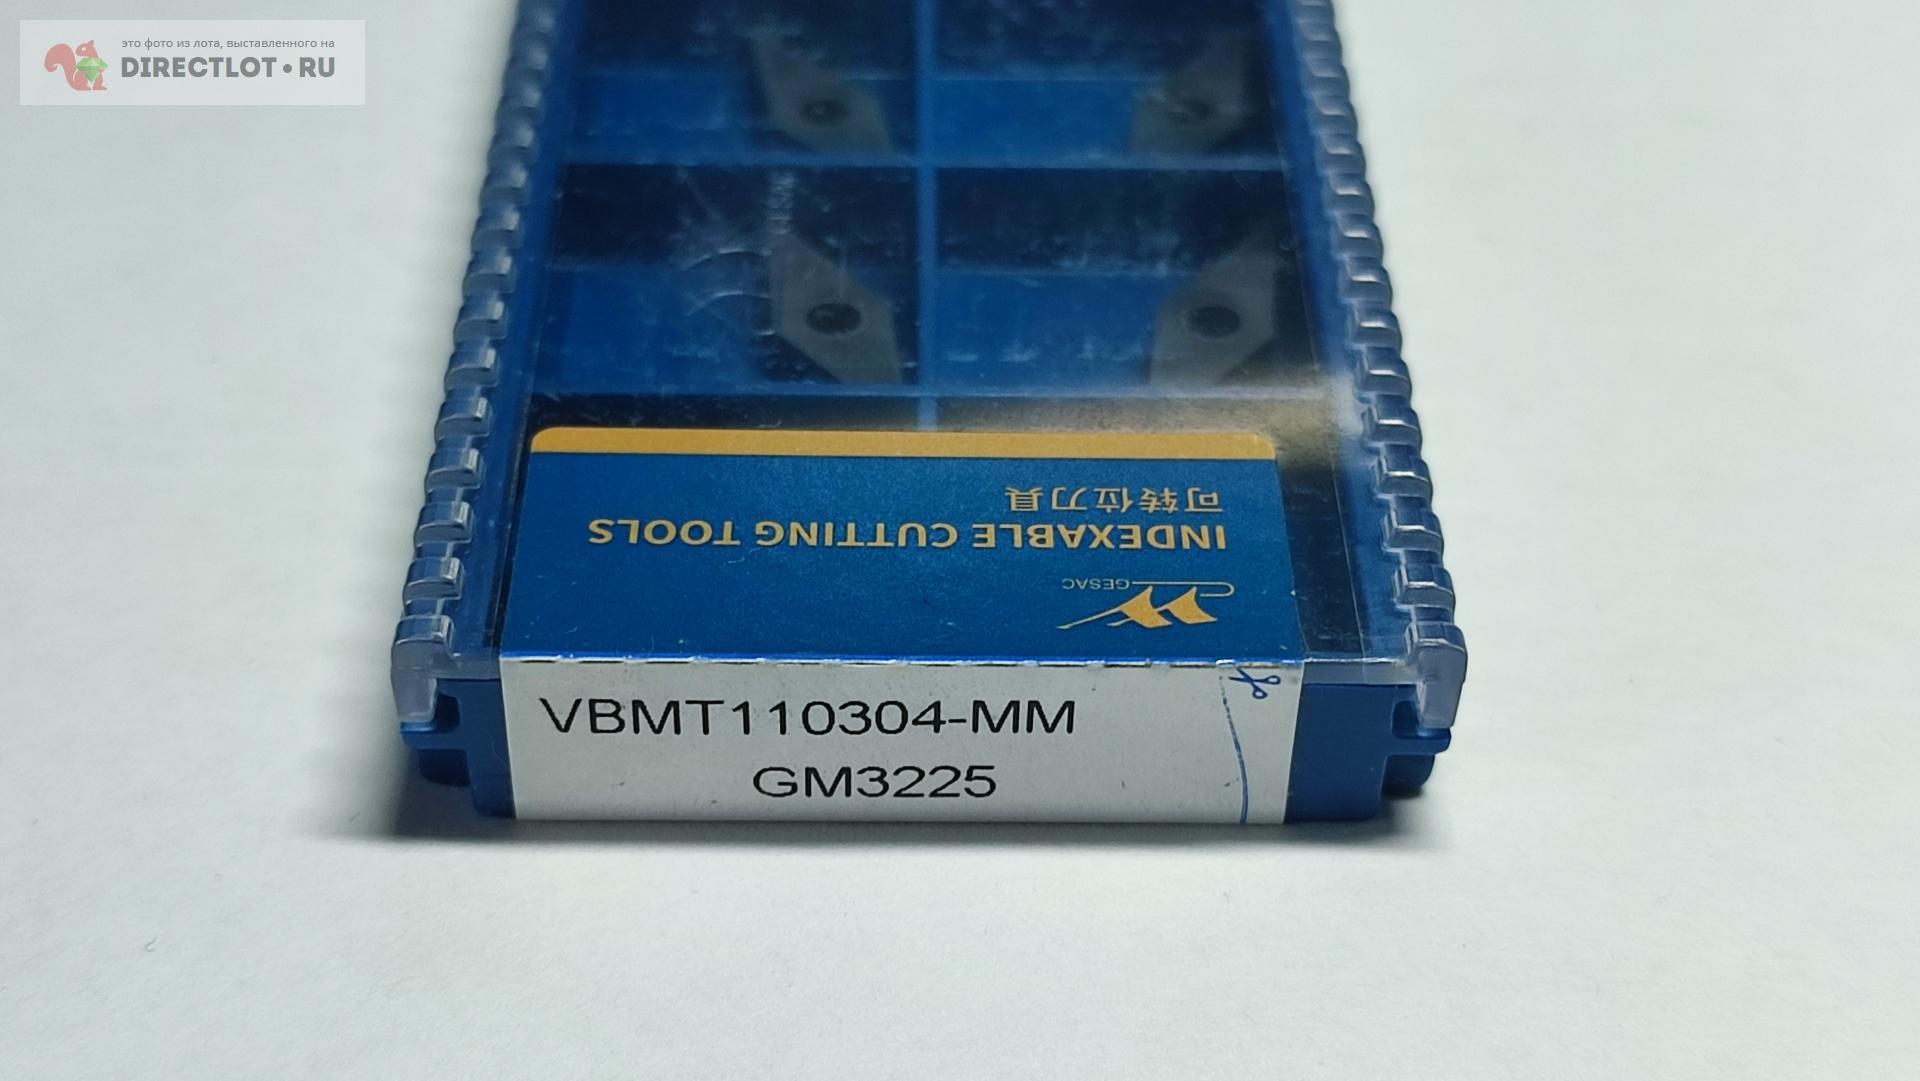 это фото из лота, выставленного на
DIRECTLOT•RU
可转位刀具
INDEXABLE CUTTING TOOLS
GESAC
VBMT110304-MM
GM3225